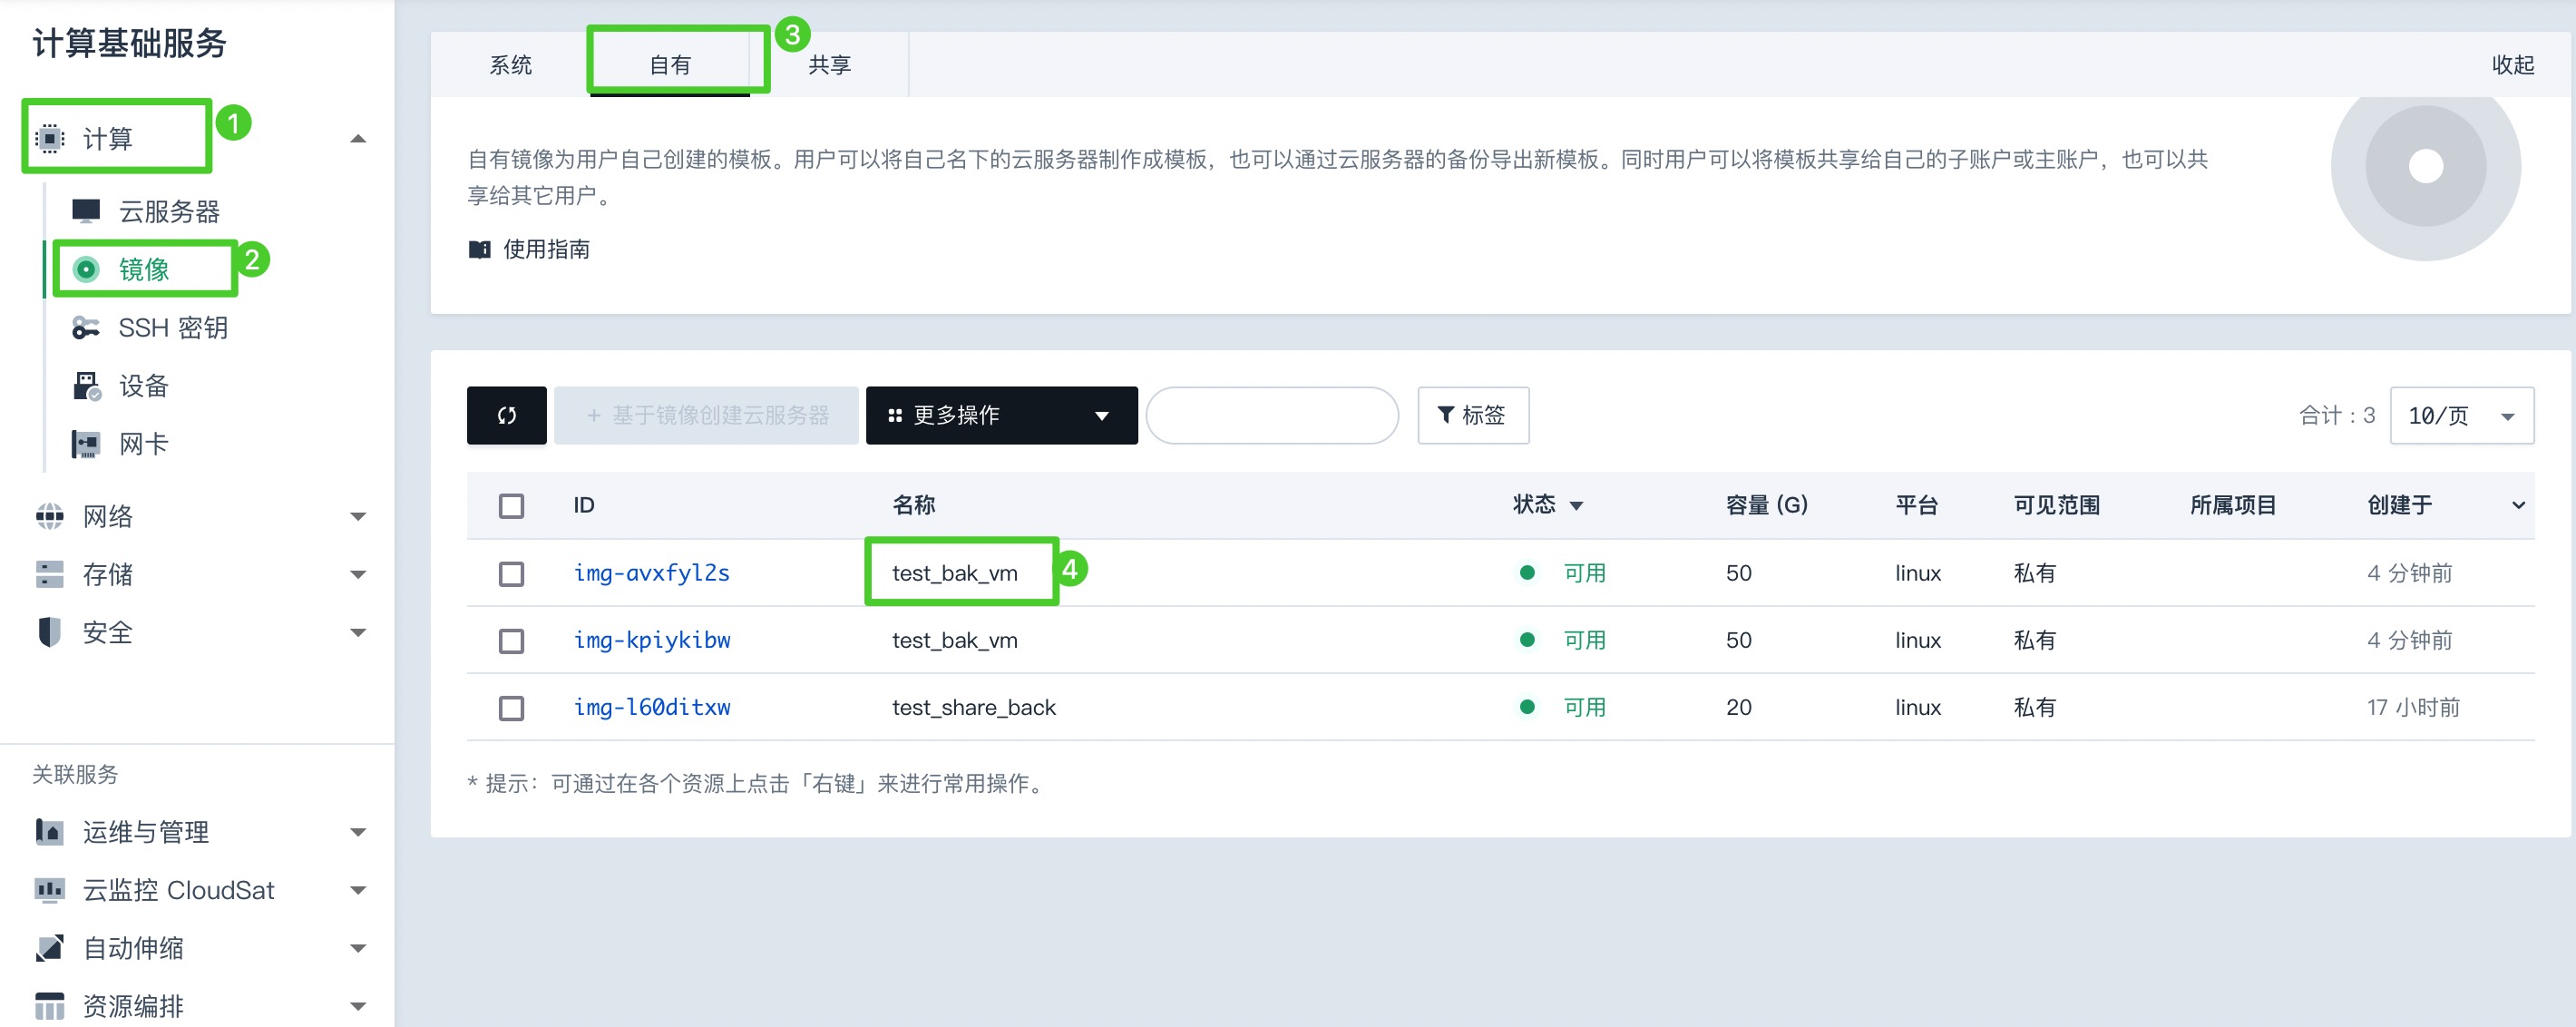 计算基础服务
计算
1
云服务器
镜像
2
SSH 密钥
设备
网卡
网络
存储
安全
关联服务
运维与管理
云监控 CloudSat
自动伸缩
资源编排
系统
自有
3
共享
收起
自有镜像为用户自己创建的模板。用户可以将自己名下的云服务器制作成模板，也可以通过云服务器的备份导出新模板。同时用户可以将模板共享给自己的子账户或主账户，也可以共
享给其它用户。
使用指南
+ 基于镜像创建云服务器
更多操作
标签
合计：3
10/页
ID 名称 状态 容量 (G) 平台 可见范围 所属项目 创建于
img-avxfyl2s test_bak_vm 4 可用 50 linux 私有 4 分钟前
img-kpiykibw test_bak_vm 可用 50 linux 私有 4 分钟前
img-l60ditxw test_share_back 可用 20 linux 私有 17 小时前
* 提示：可通过在各个资源上点击「右键」来进行常用操作。